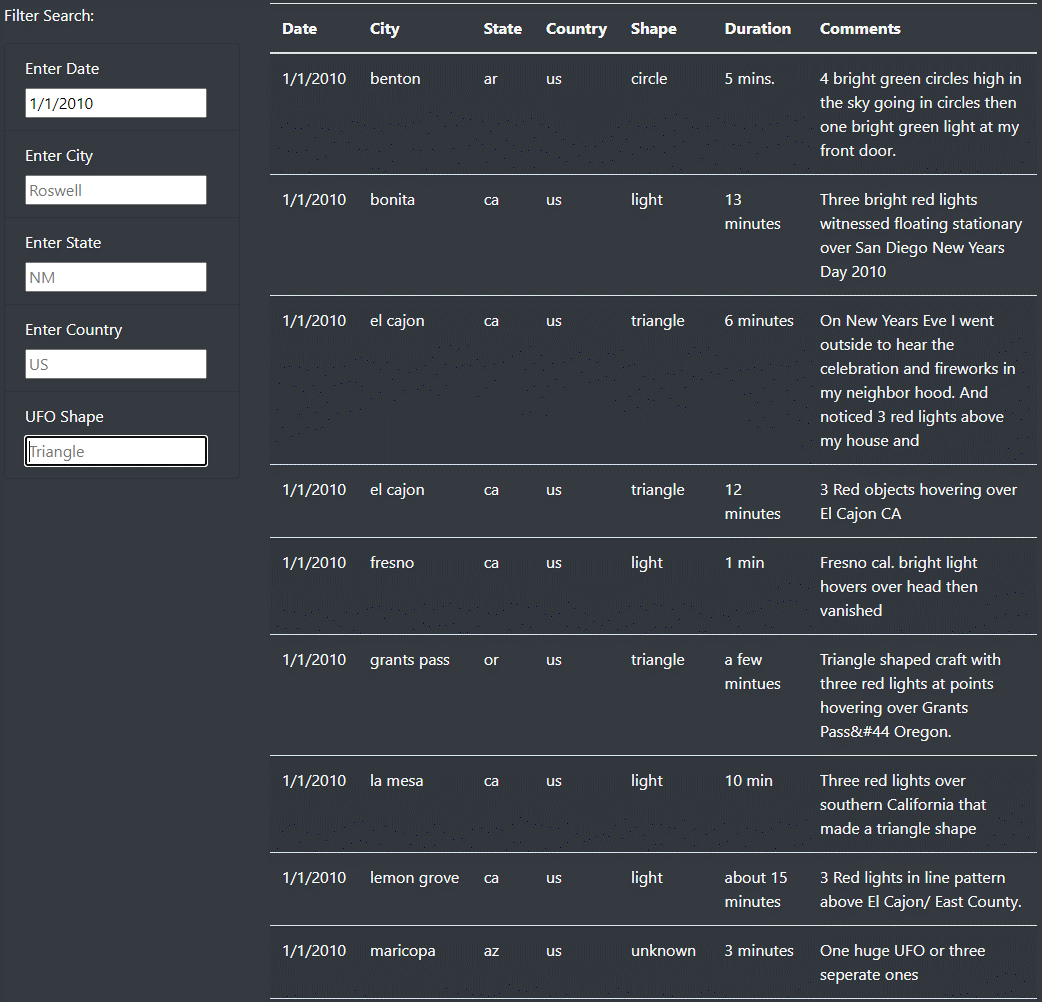 Filter Search:
Enter Date
1/1/2010
Enter City
Roswell
Enter State
NM
Enter Country
US
UFO Shape
Triangle
Date City State Country Shape Duration Comments
1/1/2010 benton ar us circle 5 mins. 4 bright green circles high in
the sky going in circles then
one bright green light at my
front door.
1/1/2010 bonita ca us light 13 Three bright red lights
minutes witnessed floating stationary
over San Diego New Years
Day 2010
1/1/2010 el cajon ca us triangle 6 minutes On New Years Eve I went
outside to hear the
celebration and fireworks in
my neighbor hood. And
noticed 3 red lights above
my house and
1/1/2010 el cajon ca us triangle 12 3 Red objects hovering over
minutes El Cajon CA
1/1/2010 fresno ca us light 1 min Fresno cal. bright light
hovers over head then
vanished
1/1/2010 grants pass or us triangle a few Triangle shaped craft with
mintues three red lights at points
hovering over Grants
Pass&#44 Oregon.
1/1/2010 la mesa ca us light 10 min Three red lights over
southern California that
made a triangle shape
1/1/2010 lemon grove ca us light about 15 3 Red lights in line pattern
minutes above El Cajon/ East County.
1/1/2010 maricopa az us unknown 3 minutes One huge UFO or three
seperate ones